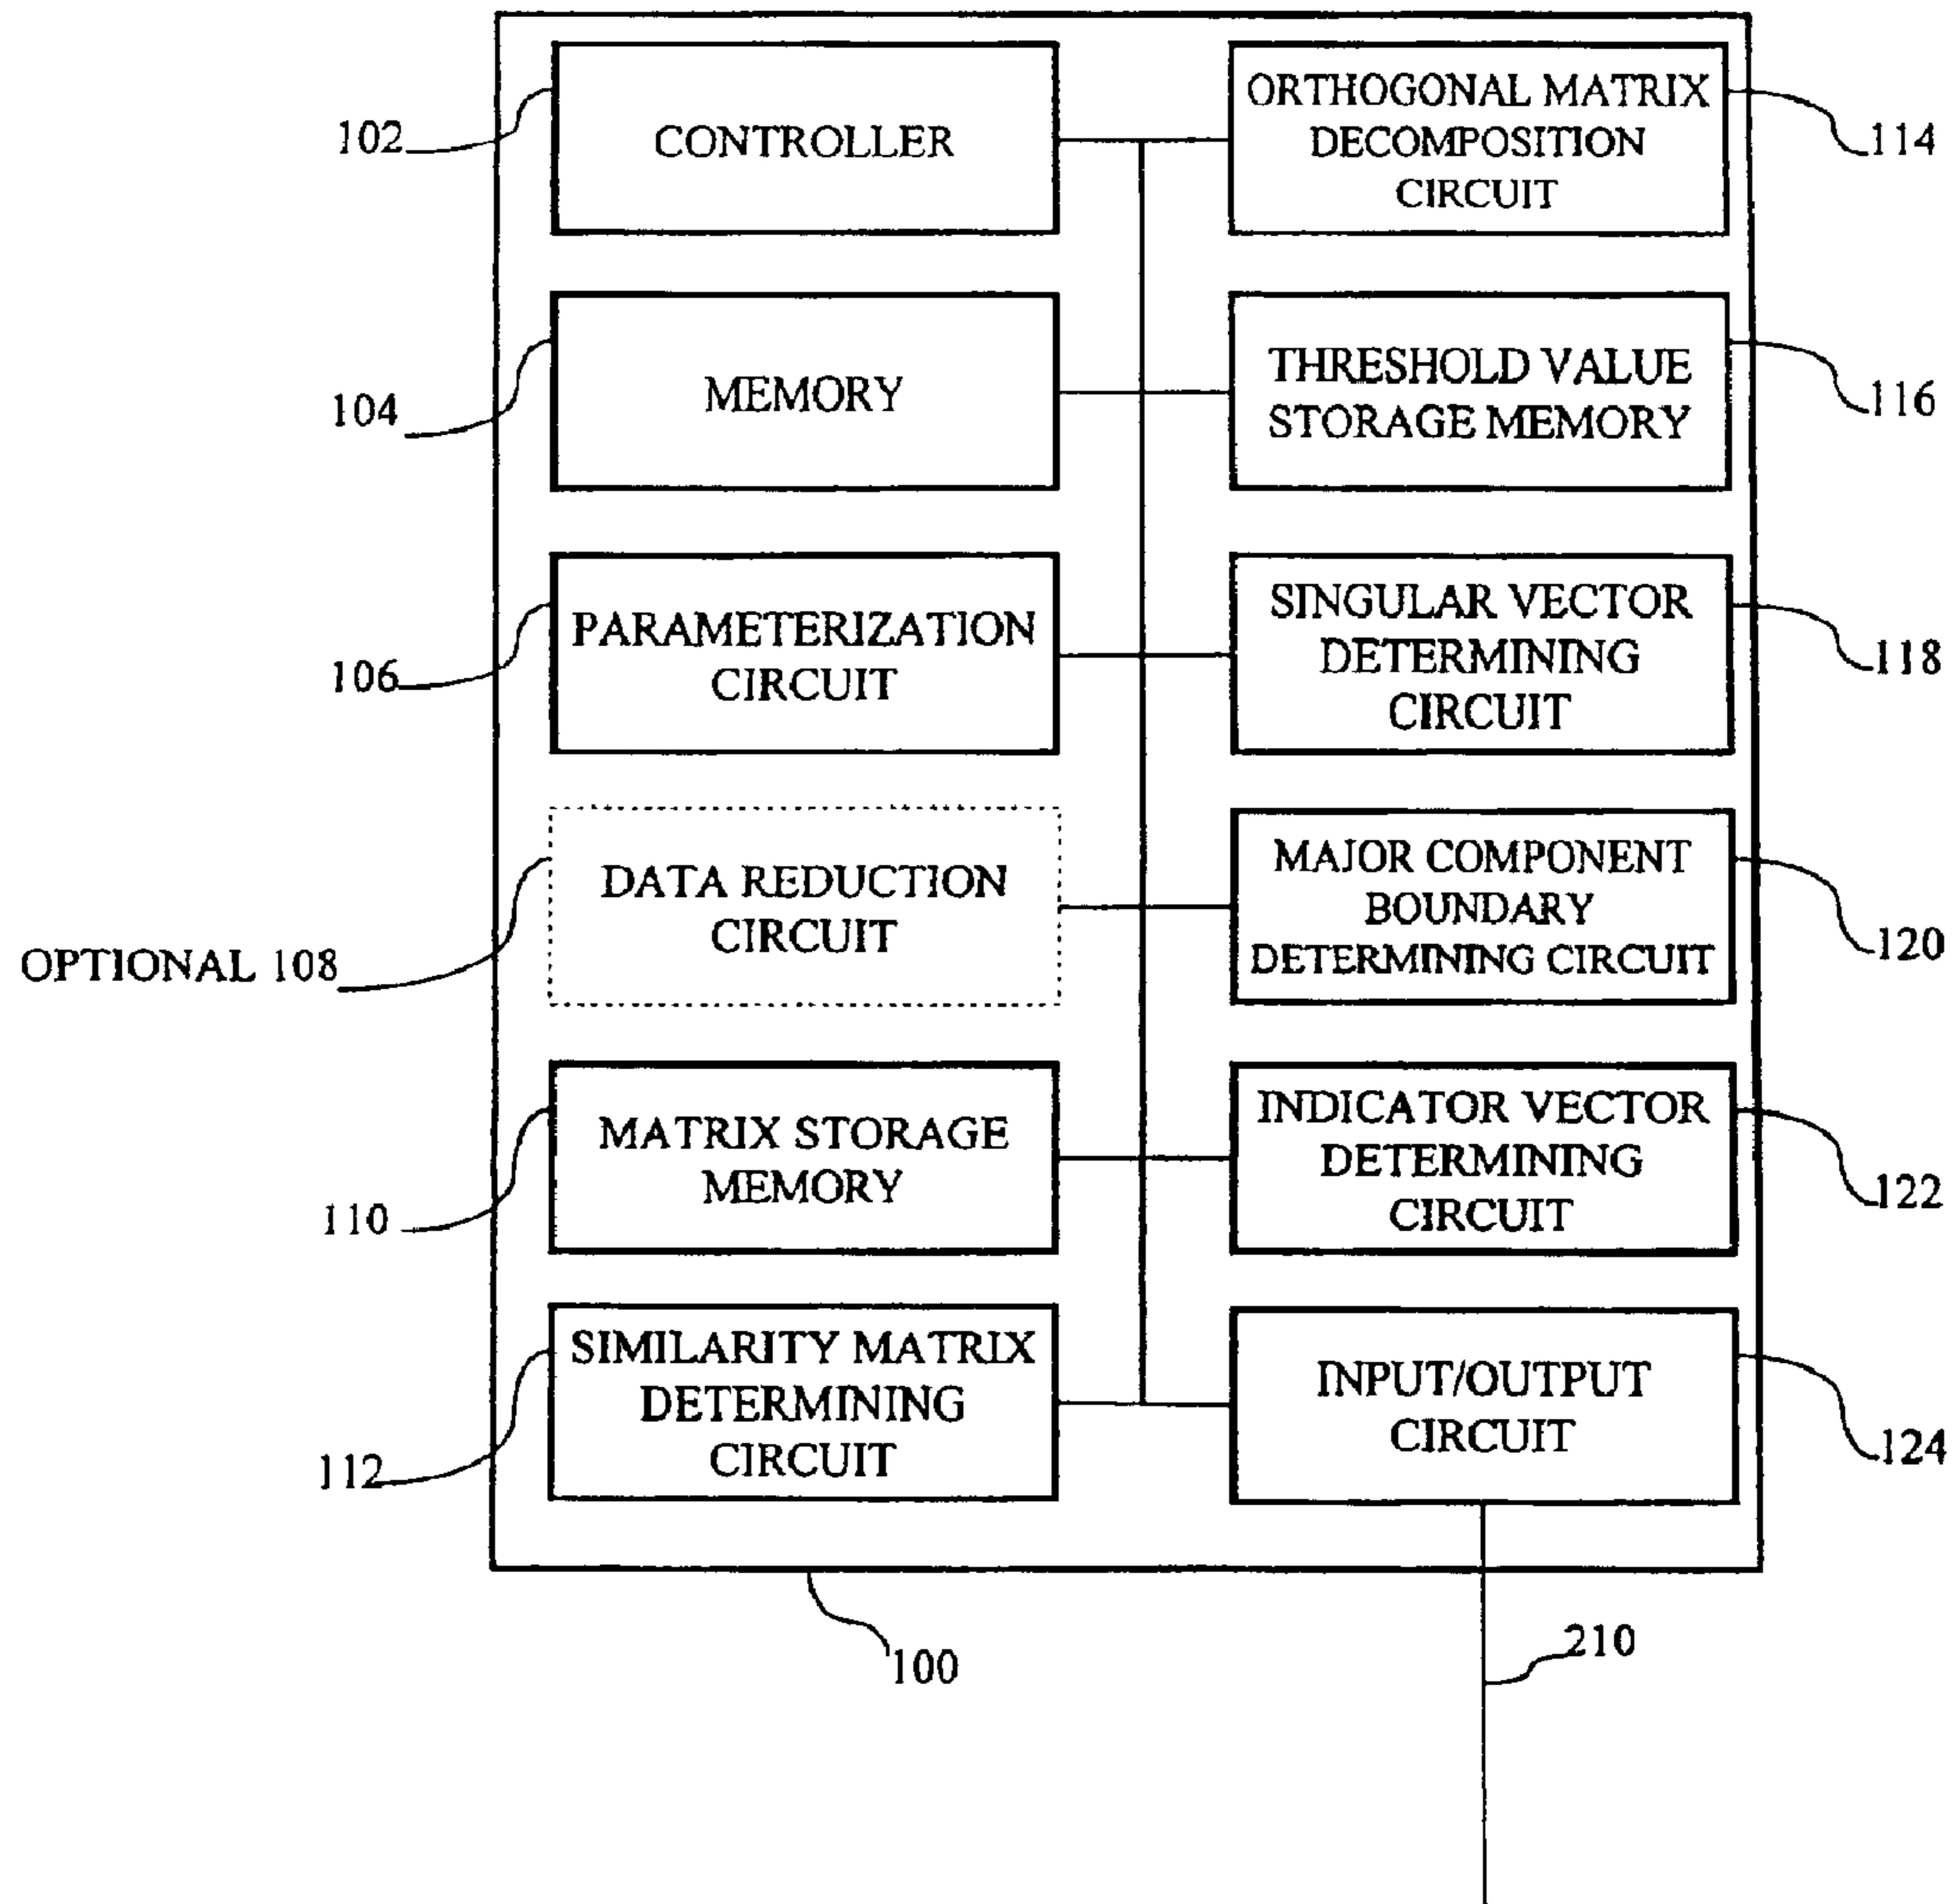 102
CONTROLLER
ORTHOGONAL MATRIX
DECOMPOSITION
CIRCUIT
114
104
MEMORY
THRESHOLD VALUE
STORAGE MEMORY
116
106
PARAMETERIZATION
CIRCUIT
SINGULAR VECTOR
DETERMINING
CIRCUIT
118
OPTIONAL 108
DATA REDUCTION
CIRCUIT
MAJOR COMPONENT
BOUNDARY
DETERMINING CIRCUIT
120
110
MATRIX STORAGE
MEMORY
INDICATOR VECTOR
DETERMINING
CIRCUIT
122
112
SIMILARITY MATRIX
DETERMINING
CIRCUIT
INPUT/OUTPUT
CIRCUIT
124
100
210